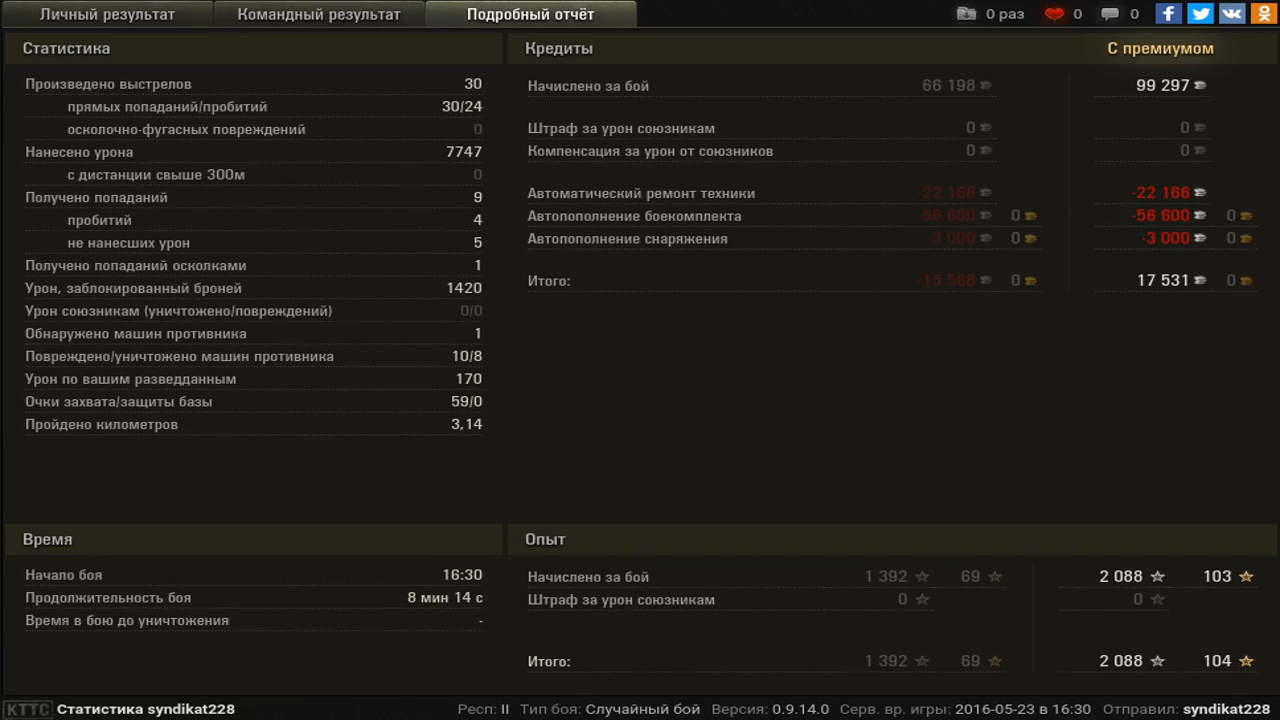 Личный результат Командный результат Подробный отчёт 0 раз 0 0 f
Статистика
Произведено выстрелов 30
прямых попаданий/пробитий 30/24
осколочно-фугасных повреждений 0
Нанесено урона 7747
с дистанции свыше 300м 0
Получено попаданий 9
пробитий 4
не нанесших урон 5
Получено попаданий осколками 1
Урон, заблокированный броней 1420
Урон союзникам (уничтожено/повреждений) 0/0
Обнаружено машин противника 1
Повреждено/уничтожено машин противника 10/8
Урон по вашим разведданным 170
Очки захвата/защиты базы 59/0
Пройдено километров 3,14
Кредиты С премиумом
Начислено за бой 66 198 99 297
Штраф за урон союзникам 0 0
Компенсация за урон от союзников 0 0
Автоматический ремонт техники -22 166 -22 166
Автопополнение боекомплекта -56 600 0 -56 600 0
Автопополнение снаряжения -3 000 0 -3 000 0
Итого: -15 568 0 17 531 0
Время
Начало боя 16:30
Продолжительность боя 8 мин 14 с
Время в бою до уничтожения -
Опыт
Начислено за бой 1 392 69 2 088 103
Штраф за урон союзникам 0 0
Итого: 1 392 69 2 088 104
КТТС Статистика syndikat228 Респ: II Тип боя: Случайный бой Версия: 0.9.14.0 Серв. вр. игры: 2016-05-23 в 16:30 Отправил: syndikat228